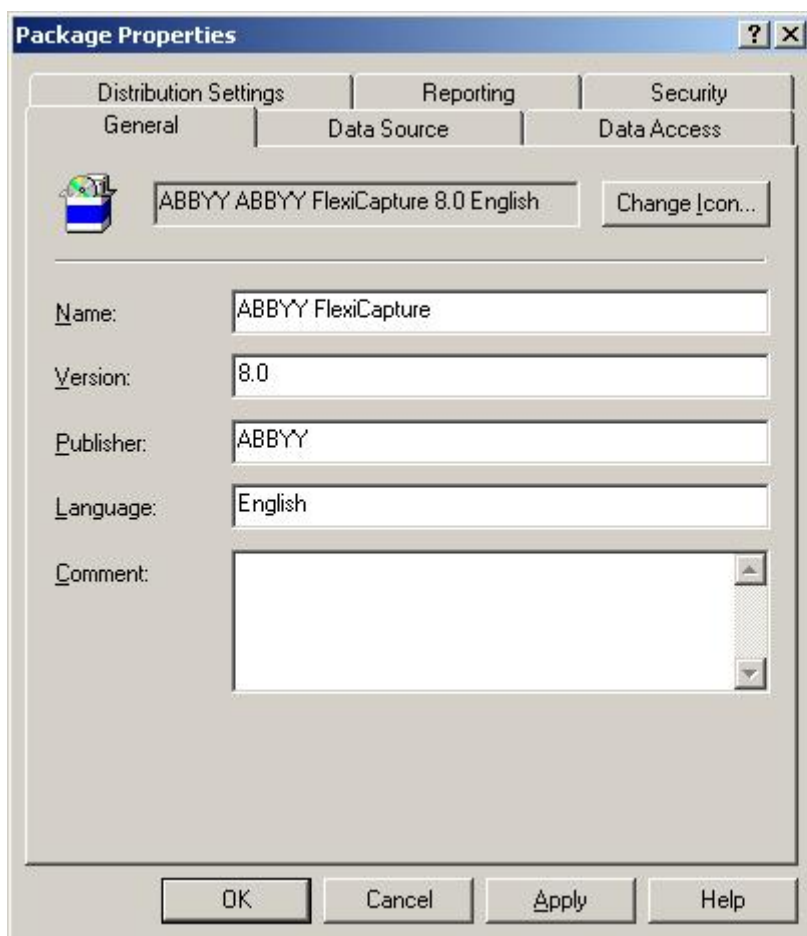 Package Properties
Distribution Settings Reporting Security
General Data Source Data Access
ABBYY ABBYY FlexiCapture 8.0 English Change Icon...
Name: ABBYY FlexiCapture
Version: 8.0
Publisher: ABBYY
Language: English
Comment:
OK Cancel Apply Help